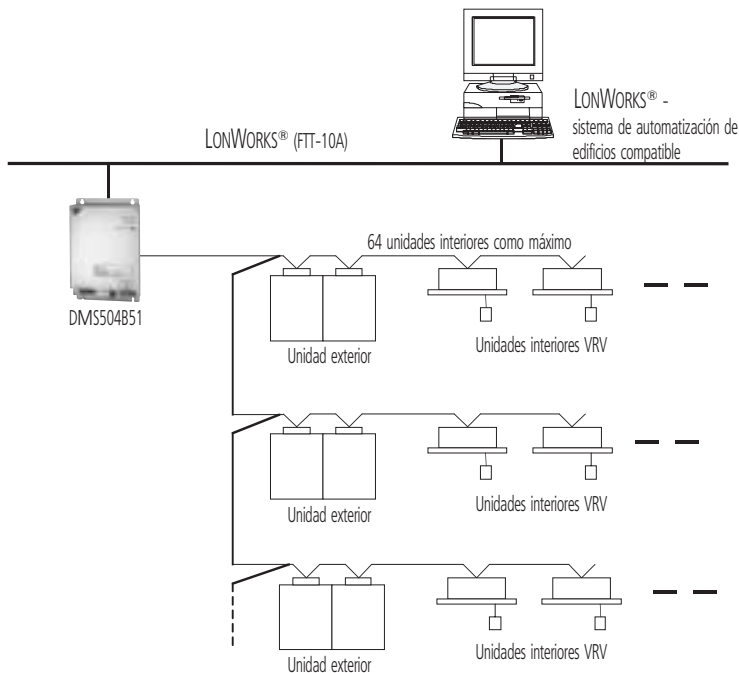 LONWORKS® -
sistema de automatización de
edificios compatible
LONWORKS® (FTT-10A)
64 unidades interiores como máximo
DMS504B51
Unidad exterior
Unidades interiores VRV
Unidad exterior
Unidades interiores VRV
Unidad exterior
Unidades interiores VRV